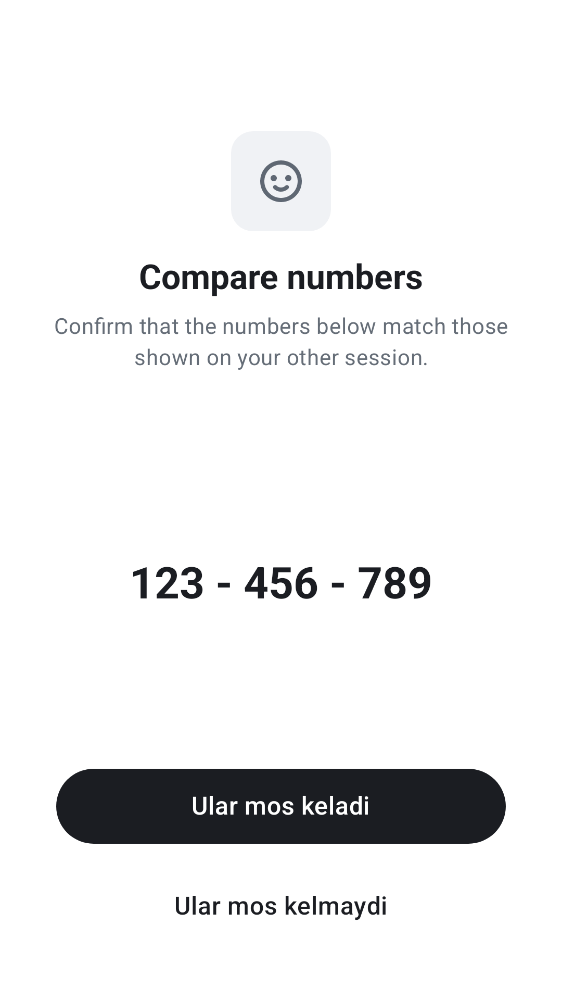 Compare numbers
Confirm that the numbers below match those
shown on your other session.
123 - 456 - 789
Ular mos keladi
Ular mos kelmaydi